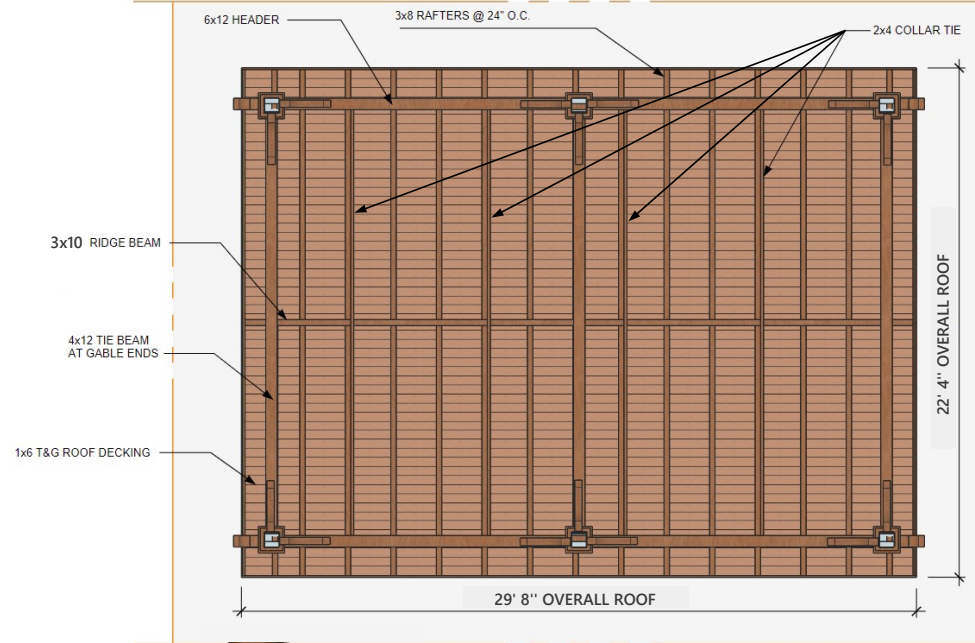 6x12 HEADER
3x8 RAFTERS @ 24" O.C.
2x4 COLLAR TIE
3x10 RIDGE BEAM
4x12 TIE BEAM
AT GABLE ENDS
1x6 T&G ROOF DECKING
22' 4'' OVERALL ROOF
29' 8'' OVERALL ROOF